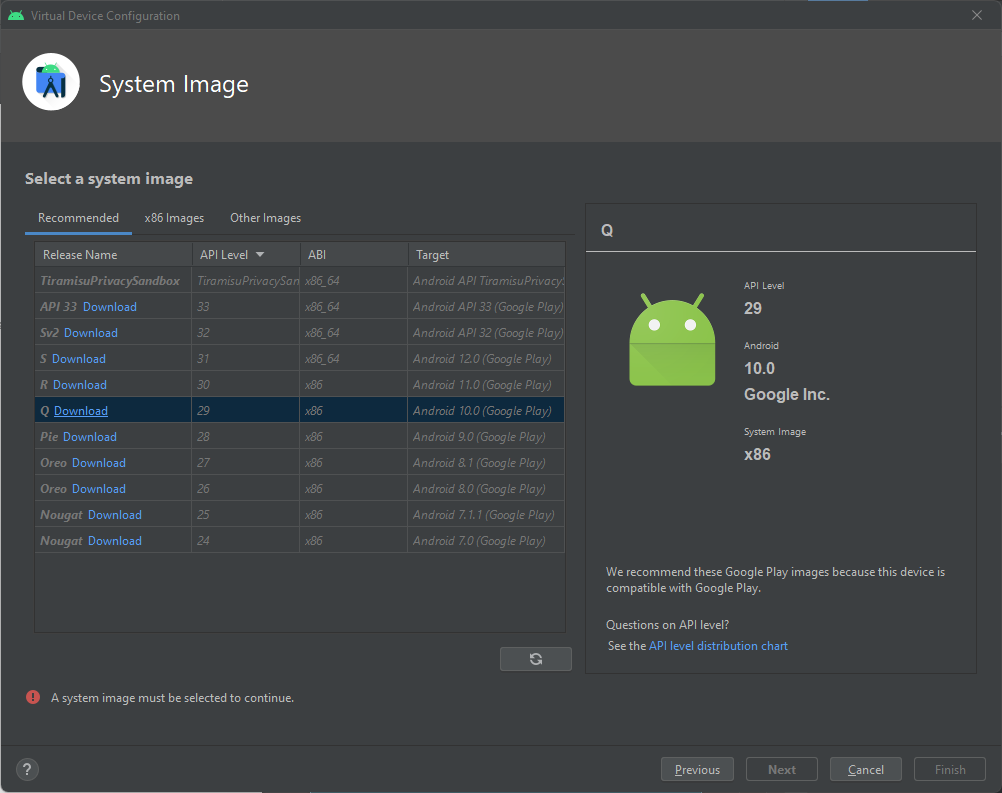 Virtual Device Configuration
System Image
Select a system image
Recommended x86 Images Other Images
Release Name API Level ABI Target
TiramisuPrivacySandbox TiramisuPrivacySan x86_64 Android API TiramisuPrivacyS
API 33 Download 33 x86_64 Android API 33 (Google Play)
Sv2 Download 32 x86_64 Android API 32 (Google Play)
S Download 31 x86_64 Android 12.0 (Google Play)
R Download 30 x86 Android 11.0 (Google Play)
Q Download 29 x86 Android 10.0 (Google Play)
Pie Download 28 x86 Android 9.0 (Google Play)
Oreo Download 27 x86 Android 8.1 (Google Play)
Oreo Download 26 x86 Android 8.0 (Google Play)
Nougat Download 25 x86 Android 7.1.1 (Google Play)
Nougat Download 24 x86 Android 7.0 (Google Play)
Q
API Level
29
Android
10.0
Google Inc.
System Image
x86
We recommend these Google Play images because this device is
compatible with Google Play.
Questions on API level?
See the API level distribution chart
! A system image must be selected to continue.
? Previous Next Cancel Finish